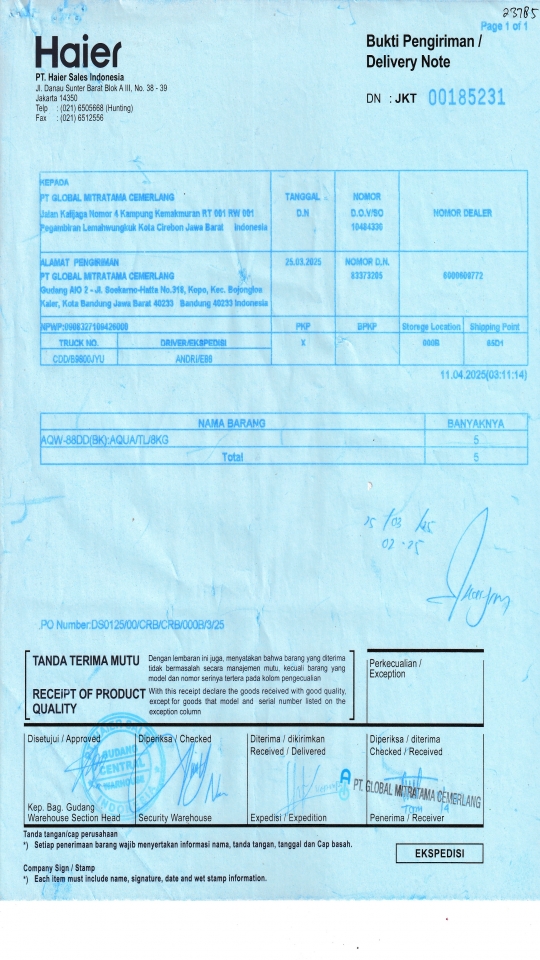 23785
Page 1 of 1
Haier
PT. Haier Sales Indonesia
Jl. Danau Sunter Barat Blok A III, No. 38 - 39
Jakarta 14350
Telp : (021) 6505668 (Hunting)
Fax : (021) 6512556
Bukti Pengiriman /
Delivery Note
DN : JKT 00185231
KEPADA
PT GLOBAL MITRATAMA CEMERLANG
Jalan Kalijaga Nomor 4 Kampung Kemakmuran RT 001 RW 001
Pegambiran Lemahwungkuk Kota Cirebon Jawa Barat Indonesia
TANGGAL
D.N
NOMOR
D.O.V/SO
10484336
NOMOR DEALER
ALAMAT PENGIRIMAN
PT GLOBAL MITRATAMA CEMERLANG
Gudang AIO 2 - Jl. Soekarno-Hatta No.318, Kopo, Kec. Bojongloa
Kaler, Kota Bandung Jawa Barat 40233 Bandung 40233 Indonesia
25.03.2025
NOMOR D.N.
83373205
6000600772
NPWP:0908327109426000
PKP
BPKP
Storage Location
Shipping Point
TRUCK NO.
DRIVER/EKSPEDISI
X
000B
65D1
CDD/B9800JYU
ANDRI/E86
11.04.2025(03:11:14)
NAMA BARANG
BANYAKNYA
AQW-88DD(BK):AQUA/TL/8KG
5
Total
5
25/03/25
02.25
PO Number:DS0125/00/CRB/CRB/000B/3/25
TANDA TERIMA MUTU
Dengan lembaran ini juga, menyatakan bahwa barang yang diterima
tidak bermasalah secara manajemen mutu, kecuali barang yang
model dan nomor serinya tertera pada kolom pengecualian
RECEIPT OF PRODUCT
QUALITY
With this receipt declare the goods received with good quality,
except for goods that model and serial number listed on the
exception column
Perkecualian /
Exception
Disetujui / Approved
Diperiksa / Checked
Diterima / dikirimkan
Received / Delivered
Diperiksa / diterima
Checked / Received
GUDANG
CENTRAL
WAREHOUSE
INDONESIA
PT. GLOBAL MITRATAMA CEMERLANG
Kep. Bag. Gudang
Warehouse Section Head
Security Warehouse
Expedisi / Expedition
Penerima / Receiver
Tanda tangan/cap perusahaan
*) Setiap penerimaan barang wajib menyertakan informasi nama, tanda tangan, tanggal dan Cap basah.
EKSPEDISI
Company Sign / Stamp
*) Each item must include name, signature, date and wet stamp information.